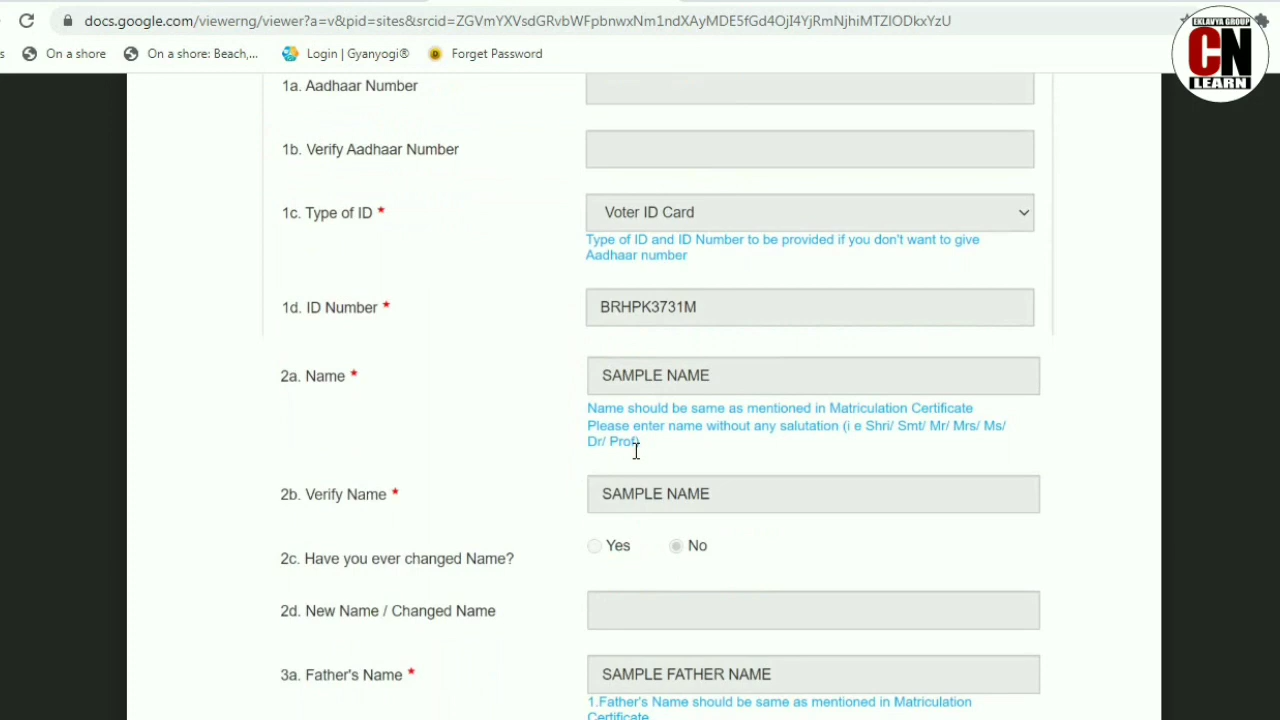 docs.google.com/viewerng/viewer?a=v&pid=sites&srcid=ZGVmYXVsdGRvbWFpbnwxNm1ndXAyMDE5fGd4OjI4YjRmNjhiMTZlODkxYzU
s On a shore On a shore: Beach,... Login | Gyanyogi® Forget Password
EKLAVYA GROUP
CN
LEARN
1a. Aadhaar Number
1b. Verify Aadhaar Number
1c. Type of ID * Voter ID Card
Type of ID and ID Number to be provided if you don't want to give
Aadhaar number
1d. ID Number * BRHPK3731M
2a. Name * SAMPLE NAME
Name should be same as mentioned in Matriculation Certificate
Please enter name without any salutation (i e Shri/ Smt/ Mr/ Mrs/ Ms/
Dr/ Prof)
2b. Verify Name * SAMPLE NAME
2c. Have you ever changed Name? Yes No
2d. New Name / Changed Name
3a. Father's Name * SAMPLE FATHER NAME
1.Father's Name should be same as mentioned in Matriculation
Certificate